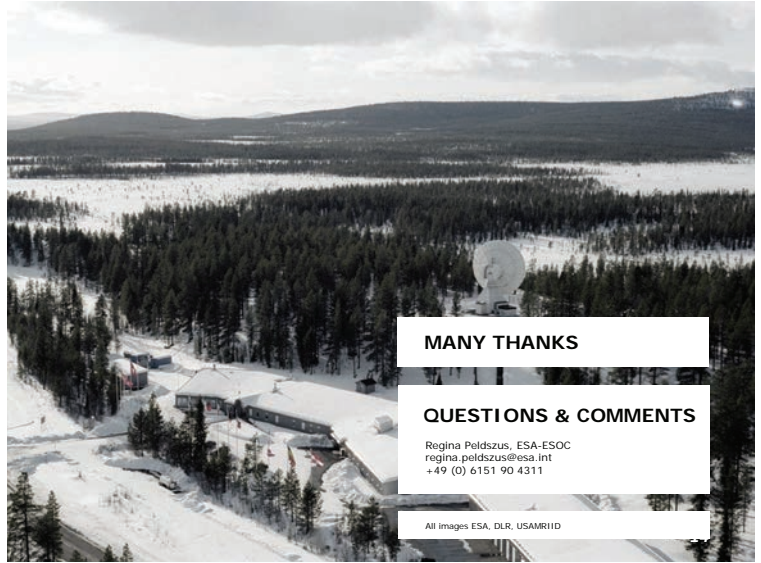 MANY THANKS
QUESTIONS & COMMENTS
Regina Peldszus, ESA-ESOC
regina.peldszus@esa.int
+49 (0) 6151 90 4311
All images ESA, DLR, USAMRIID